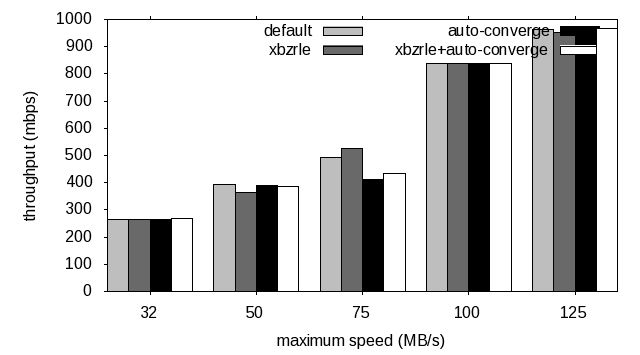 1000
900
800
700
600
500
400
300
200
100
0
throughput (mbps)
default
xbzrle
auto-converge
xbzrle+auto-converge
32 50 75 100 125
maximum speed (MB/s)